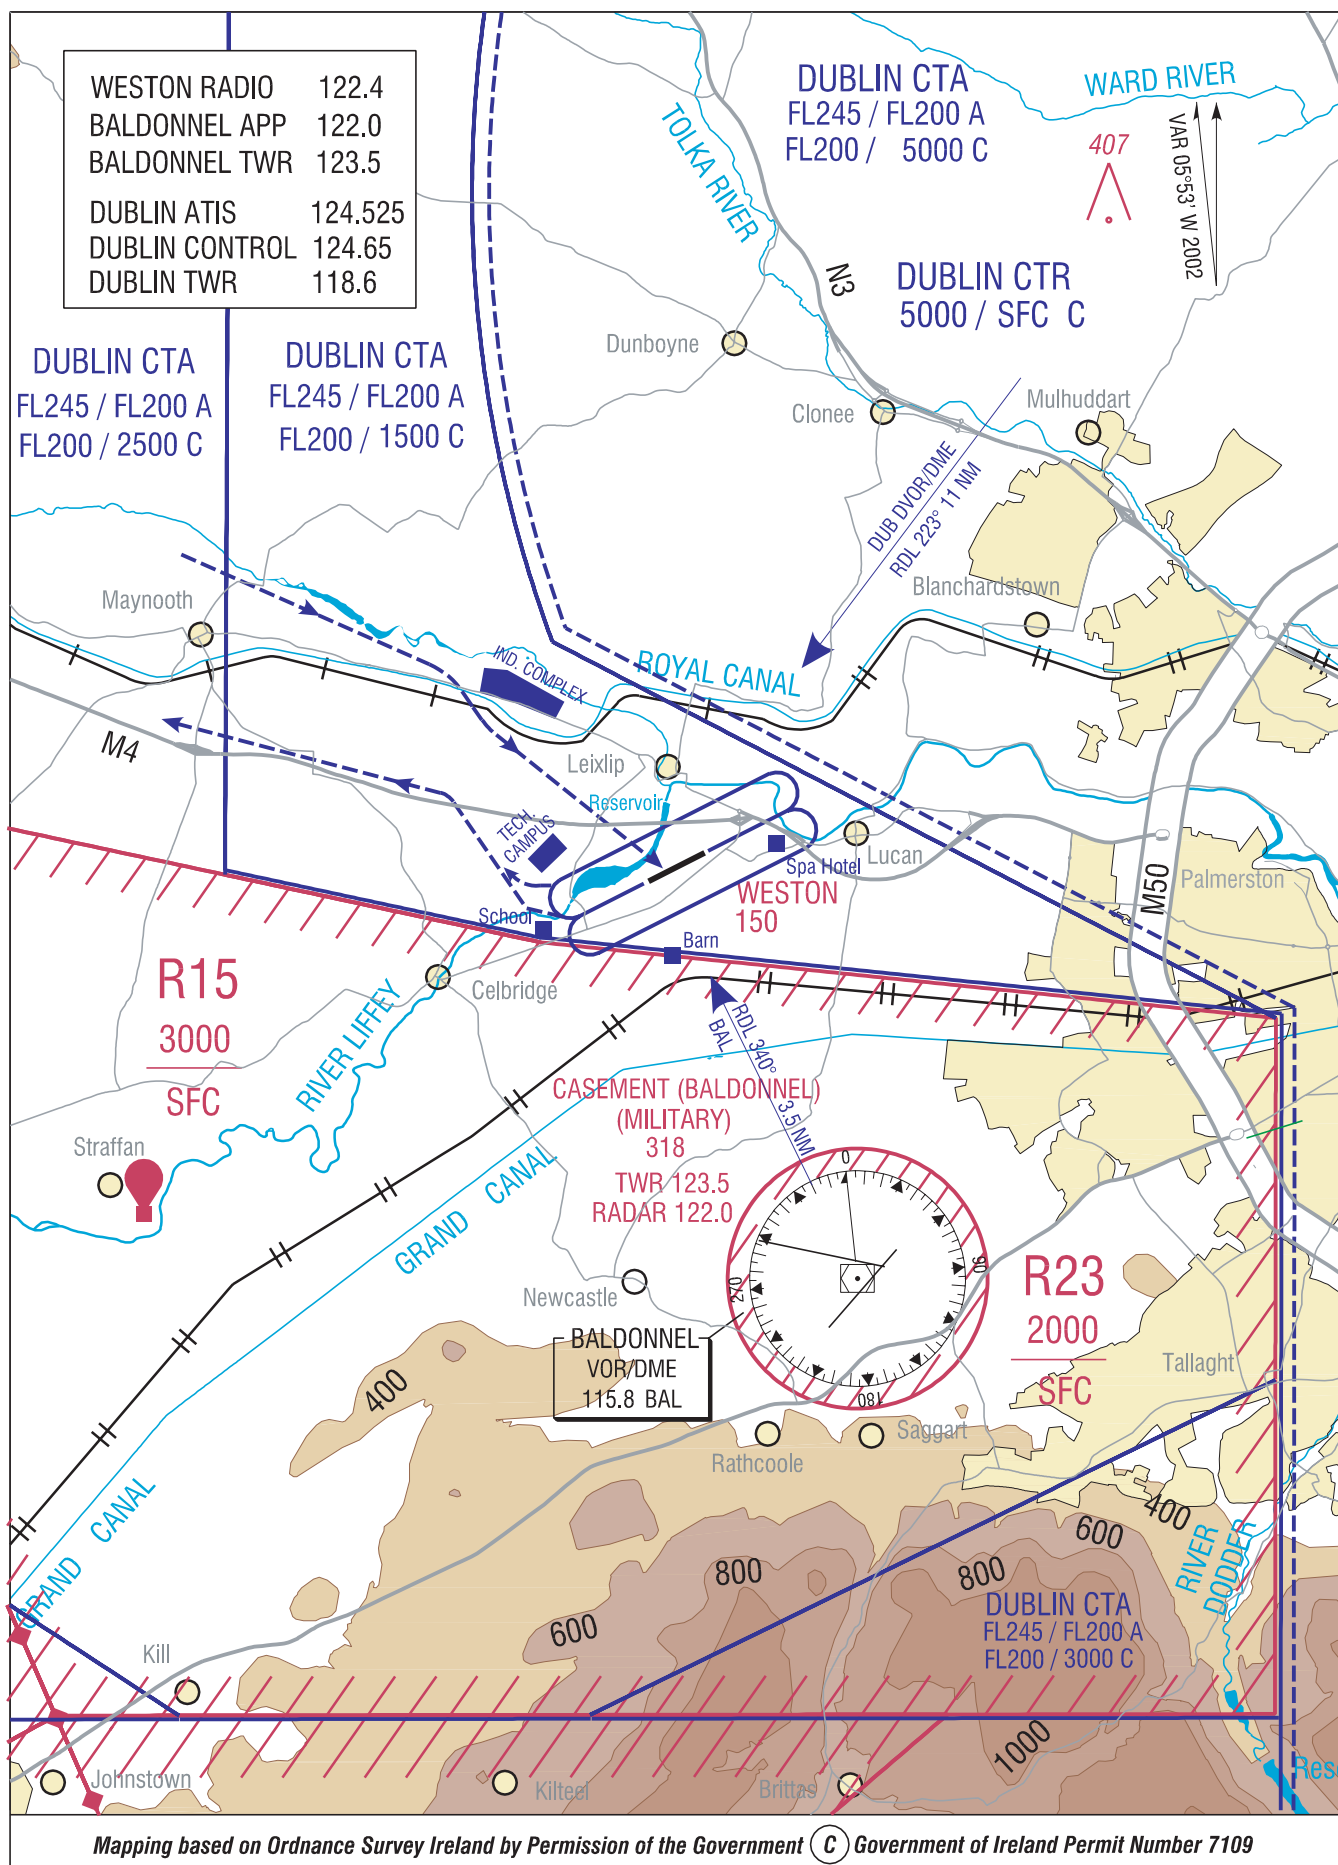 WESTON RADIO 122.4
BALDONNEL APP 122.0
BALDONNEL TWR 123.5
DUBLIN ATIS 124.525
DUBLIN CONTROL 124.65
DUBLIN TWR 118.6
DUBLIN CTA
FL245 / FL200 A
FL200 / 5000 C
WARD RIVER
TOLKA RIVER
407
VAR 05°53' W 2002
N3
DUBLIN CTR
5000 / SFC C
DUBLIN CTA
FL245 / FL200 A
FL200 / 2500 C
DUBLIN CTA
FL245 / FL200 A
FL200 / 1500 C
Dunboyne
Clonee
Mulhuddart
DUB DVOR/DME
RDL 223° 11 NM
Blanchardstown
Maynooth
IND. COMPLEX
ROYAL CANAL
M4
Leixlip
Reservoir
TECH.
CAMPUS
Spa Hotel
Lucan
WESTON
150
M50
Palmerston
School
Barn
R15
3000
SFC
Celbridge
RIVER LIFFEY
RDL 340° 3.5 NM
BAL
CASEMENT (BALDONNEL)
(MILITARY)
318
TWR 123.5
RADAR 122.0
Straffan
GRAND CANAL
0
90
180
270
Newcastle
R23
2000
SFC
BALDONNEL
VOR/DME
115.8 BAL
Tallaght
400
Rathcoole
Saggart
GRAND CANAL
400
600
800
800
600
RIVER
DODDER
DUBLIN CTA
FL245 / FL200 A
FL200 / 3000 C
Kill
1000
Johnstown
Kilteel
Brittas
Res
Mapping based on Ordnance Survey Ireland by Permission of the Government C Government of Ireland Permit Number 7109